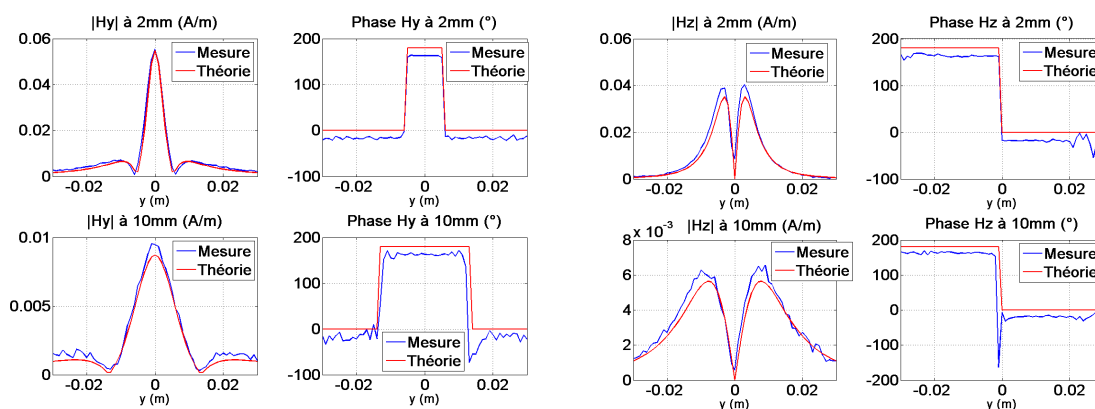 |Hy| à 2mm (A/m)
0.06
0.04
0.02
0
-0.02 0 0.02
y (m)
Mesure
Théorie
Phase Hy à 2mm (°)
200
100
0
-100
-0.02 0 0.02
y (m)
Mesure
Théorie
|Hz| à 2mm (A/m)
0.06
0.04
0.02
0
-0.02 0 0.02
y (m)
Mesure
Théorie
Phase Hz à 2mm (°)
200
100
0
-100
-0.02 0 0.02
y (m)
Mesure
Théorie
|Hy| à 10mm (A/m)
0.01
0.005
0
-0.02 0 0.02
y (m)
Mesure
Théorie
Phase Hy à 10mm (°)
200
100
0
-100
-0.02 0 0.02
y (m)
Mesure
Théorie
|Hz| à 10mm (A/m)
x 10⁻³
8
6
4
2
0
-0.02 0 0.02
y (m)
Mesure
Théorie
Phase Hz à 10mm (°)
200
100
0
-100
-200
-0.02 0 0.02
y (m)
Mesure
Théorie